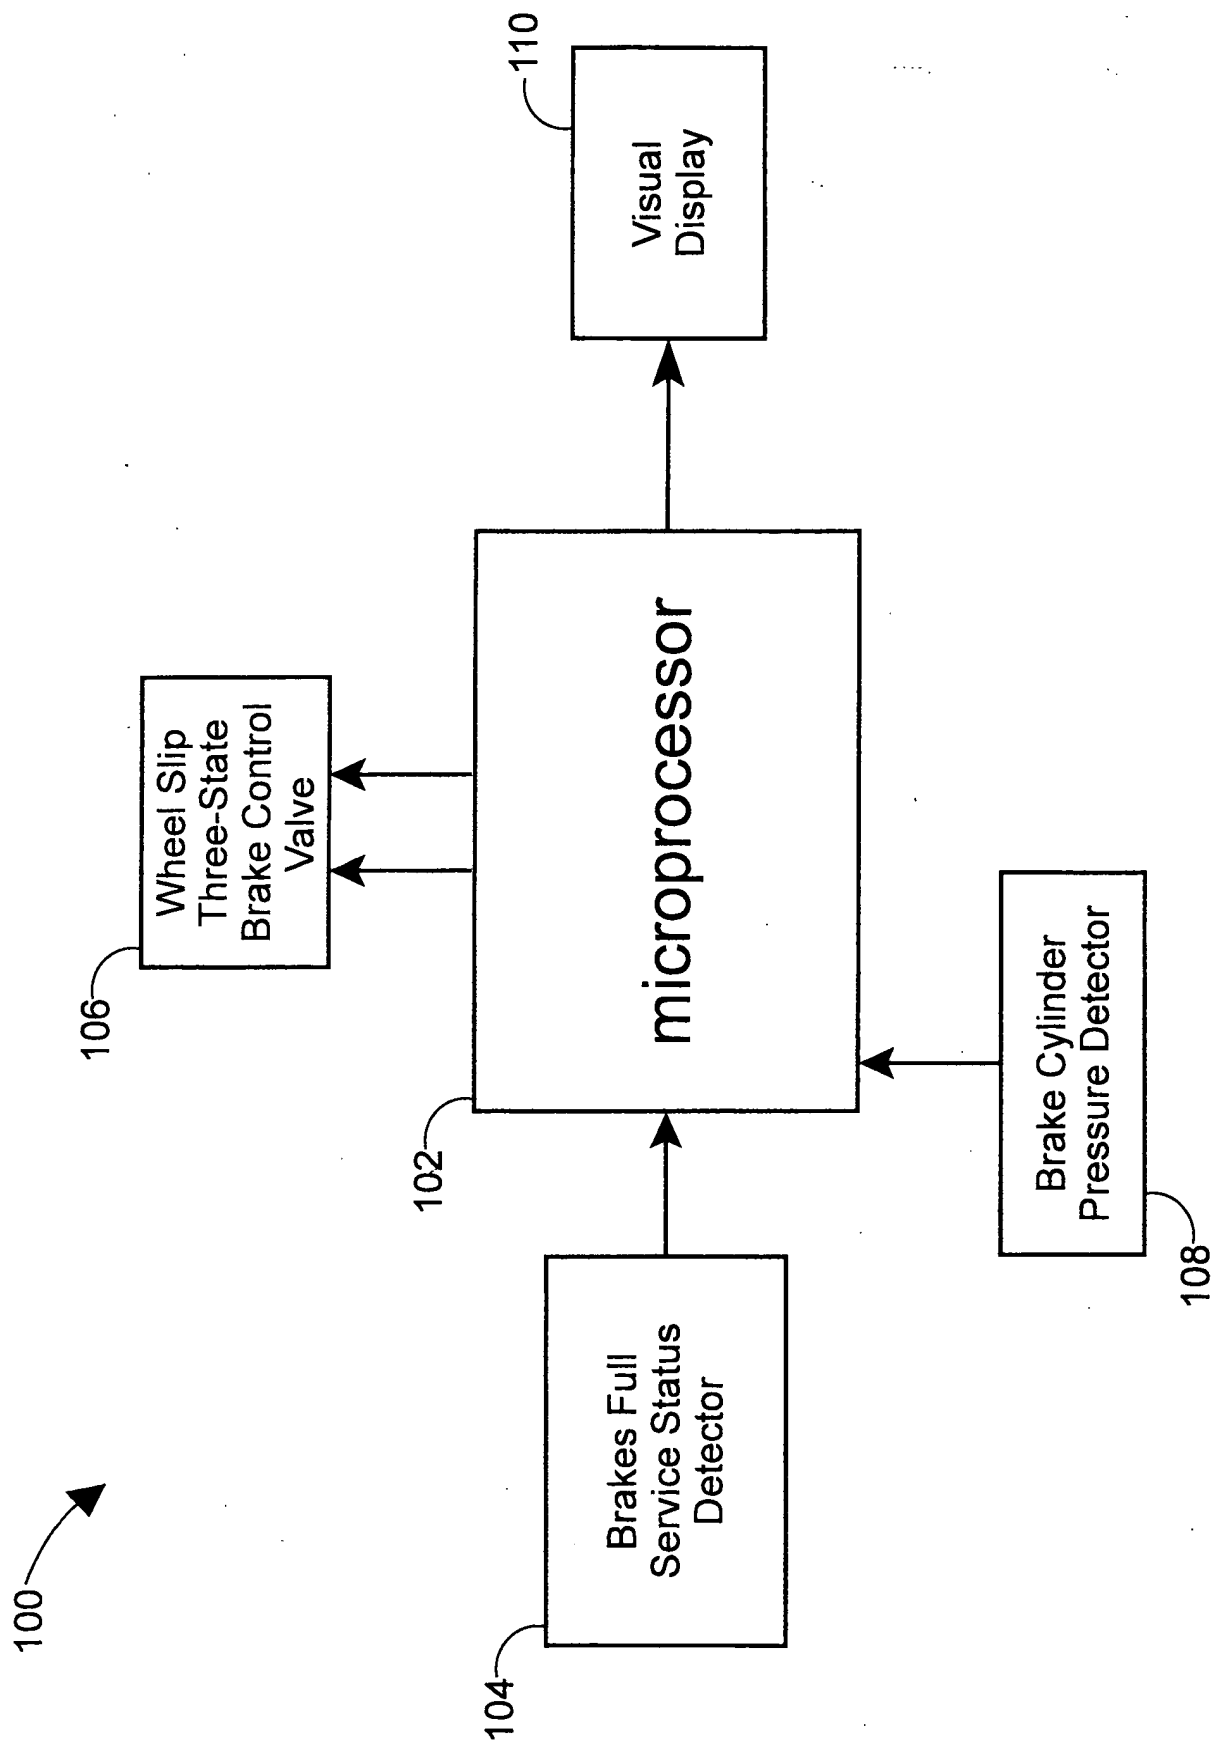 100
106
Wheel Slip
Three-State
Brake Control
Valve
102
microprocessor
104
Brakes Full
Service Status
Detector
108
Brake Cylinder
Pressure Detector
110
Visual
Display